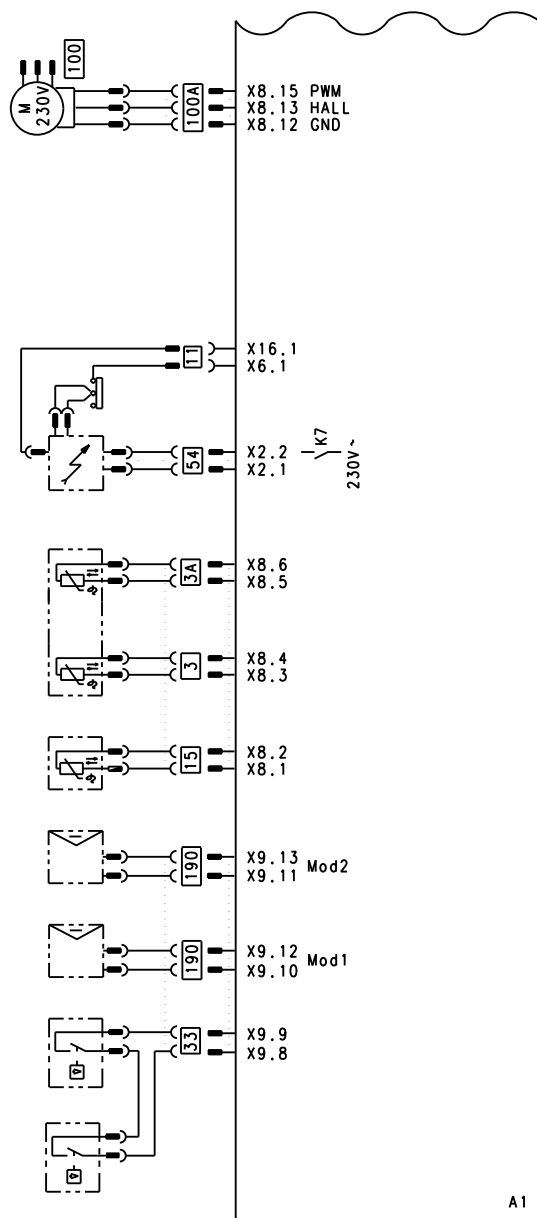 100
M
230V
100A
X8.15 PWM
X8.13 HALL
X8.12 GND
11
X16.1
X6.1
54
X2.2
X2.1
K7
230V~
3A
X8.6
X8.5
3
X8.4
X8.3
15
X8.2
X8.1
190
X9.13
X9.11
Mod2
190
X9.12
X9.10
Mod1
33
X9.9
X9.8
A1